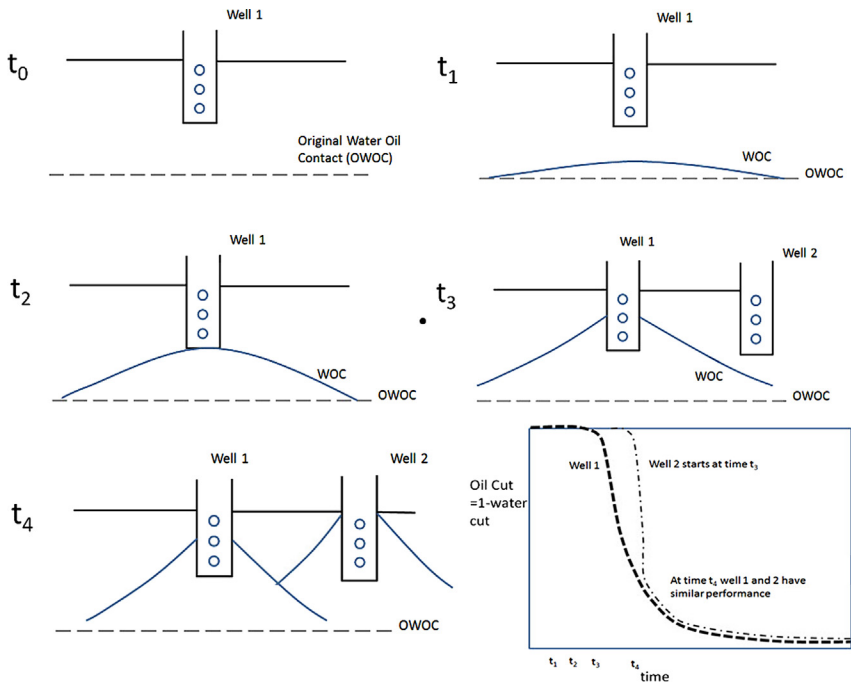 Well 1
t0
Original Water Oil
Contact (OWOC)
Well 1
t1
WOC
OWOC
Well 1
t2
WOC
OWOC
Well 1
Well 2
t3
WOC
OWOC
Well 1
Well 2
t4
OWOC
Oil Cut
=1-water
cut
Well 1
Well 2 starts at time t3
At time t4 well 1 and 2 have
similar performance
t1 t2 t3 t4
time